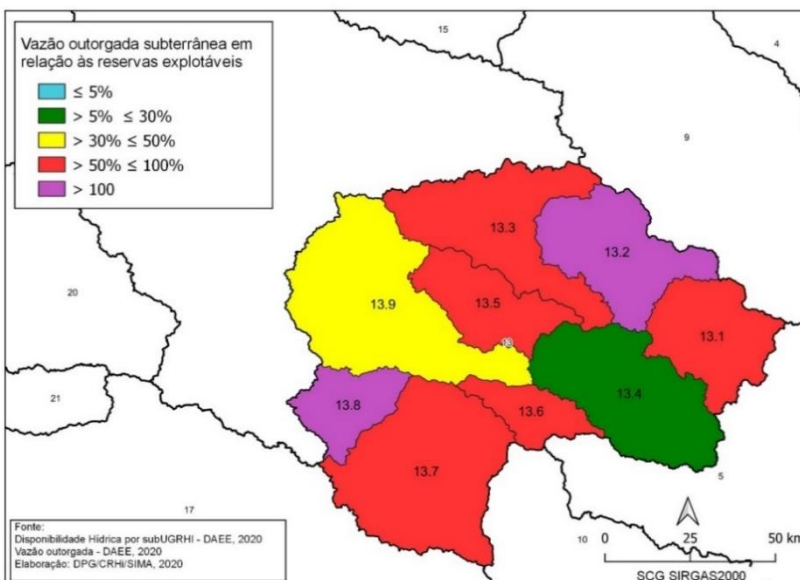 Vazão outorgada subterrânea em
relação às reservas explotáveis
≤ 5%
> 5% ≤ 30%
> 30% ≤ 50%
> 50% ≤ 100%
> 100
15
4
9
13.3
13.2
20
13.9
13.5
13.1
13
21
13.8
13.6
13.4
13.7
5
17
10
Fonte:
Disponibilidade Hídrica por subUGRHI - DAEE, 2020
Vazão outorgada - DAEE, 2020
Elaboração: DPG/CRHi/SIMA, 2020
0 25 50 km
SCG SIRGAS2000